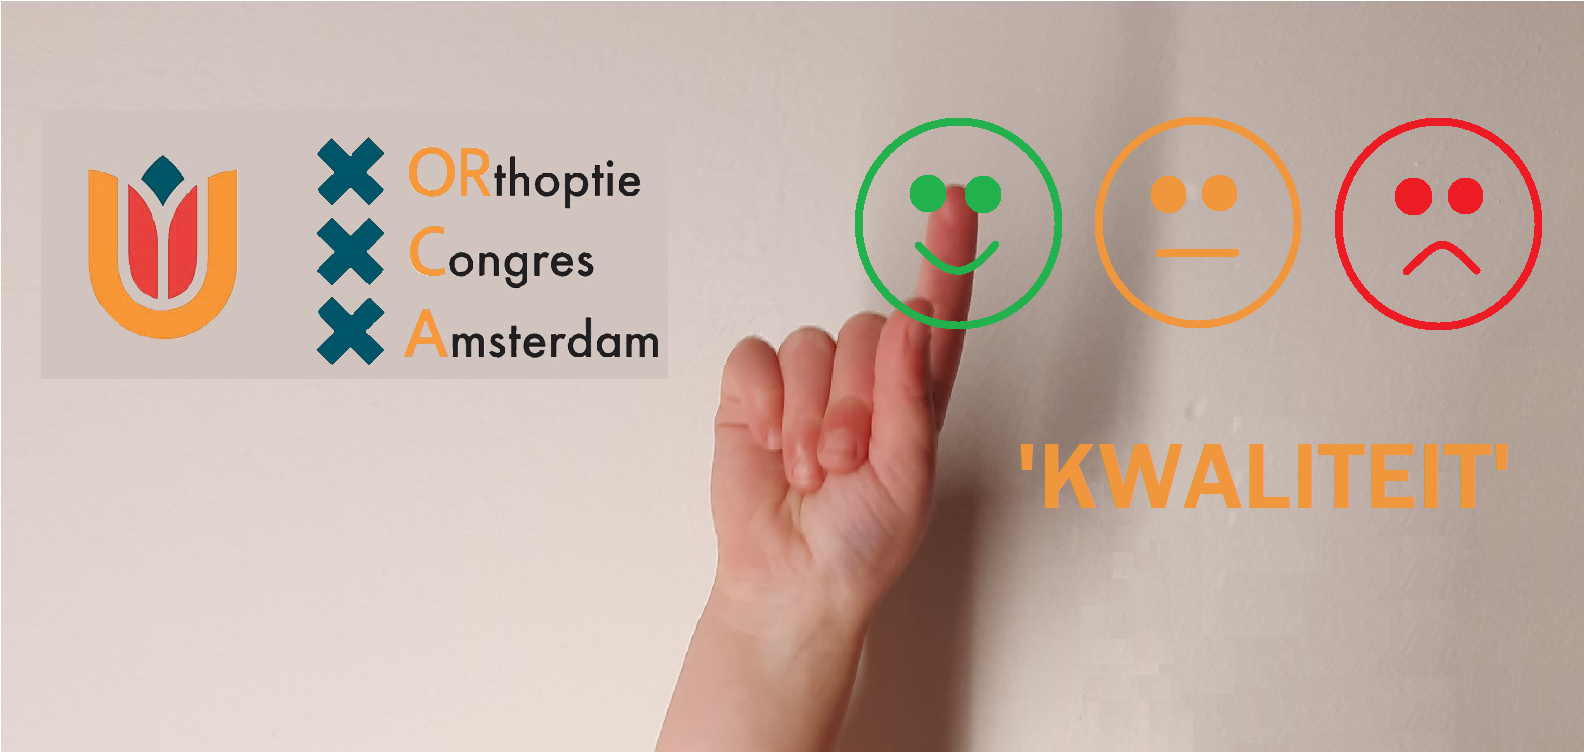 ORthoptie
Congres
Amsterdam
'KWALITEIT'